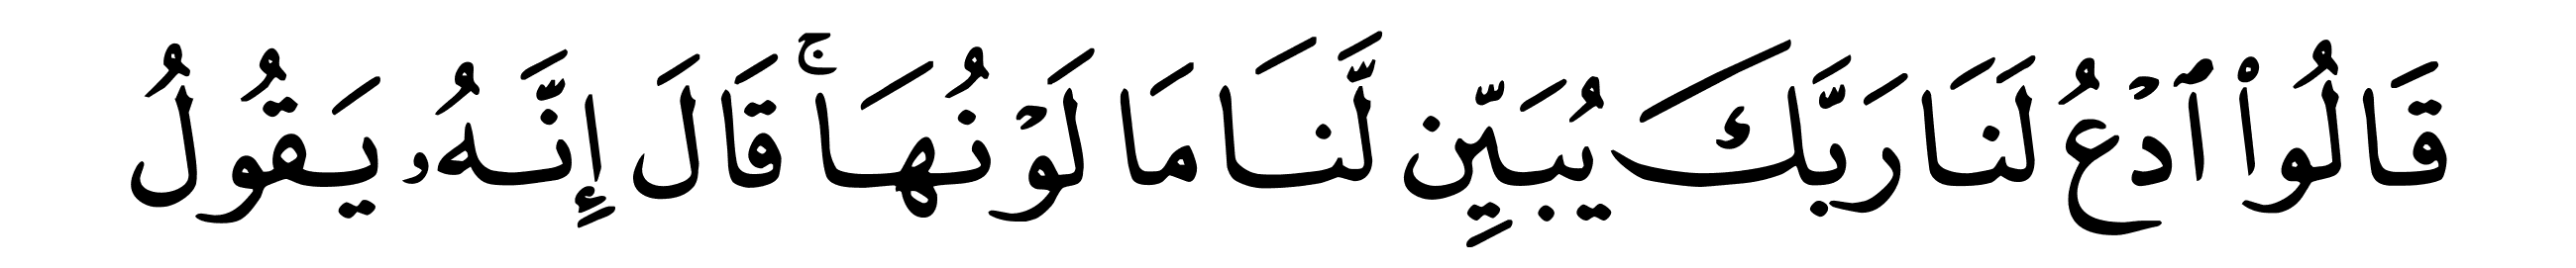 قَالُوا۟ ٱدۡعُ لَنَا رَبَّكَ يُبَيِّن لَّنَا مَا لَوۡنُهَاۚ قَالَ إِنَّهُۥ يَقُولُ